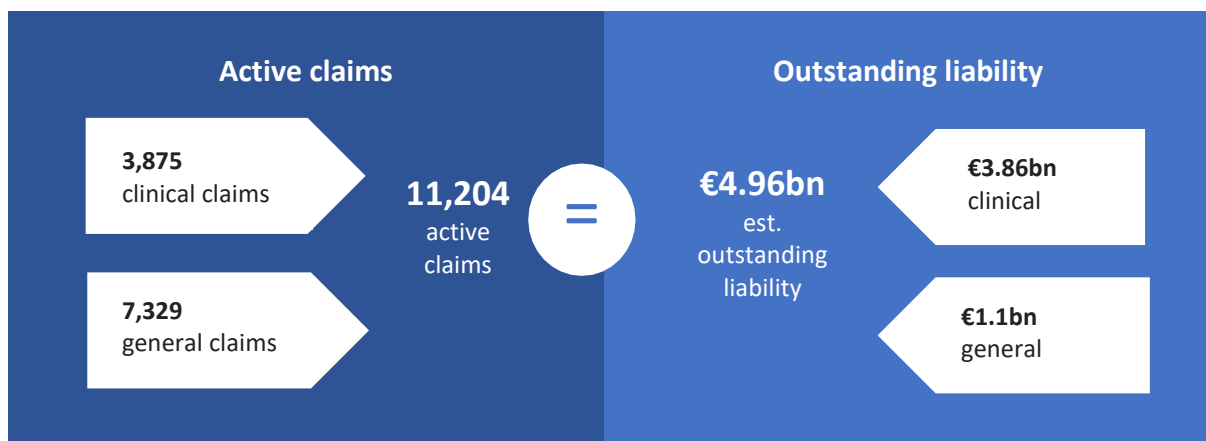 Active claims
3,875
clinical claims
7,329
general claims
11,204
active
claims
=
Outstanding liability
€4.96bn
est.
outstanding
liability
€3.86bn
clinical
€1.1bn
general